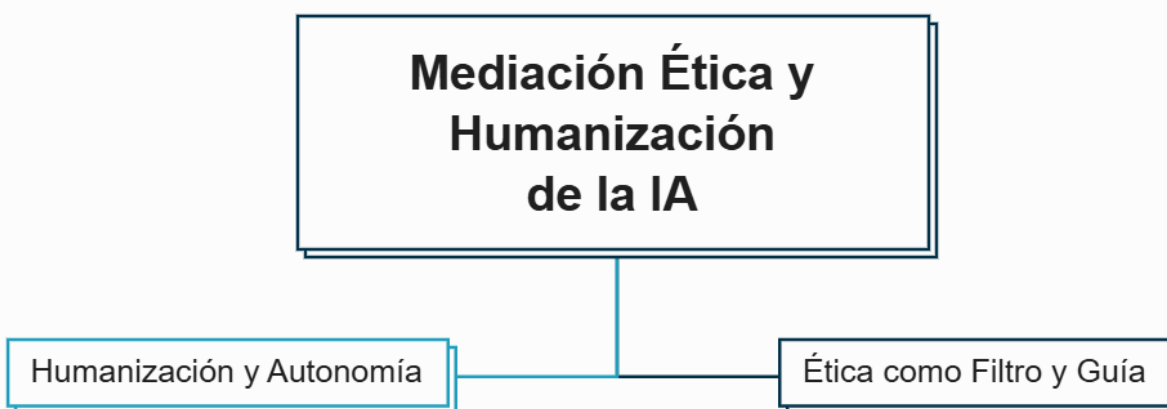 Mediación Ética y
Humanización
de la IA
Humanización y Autonomía
Ética como Filtro y Guía